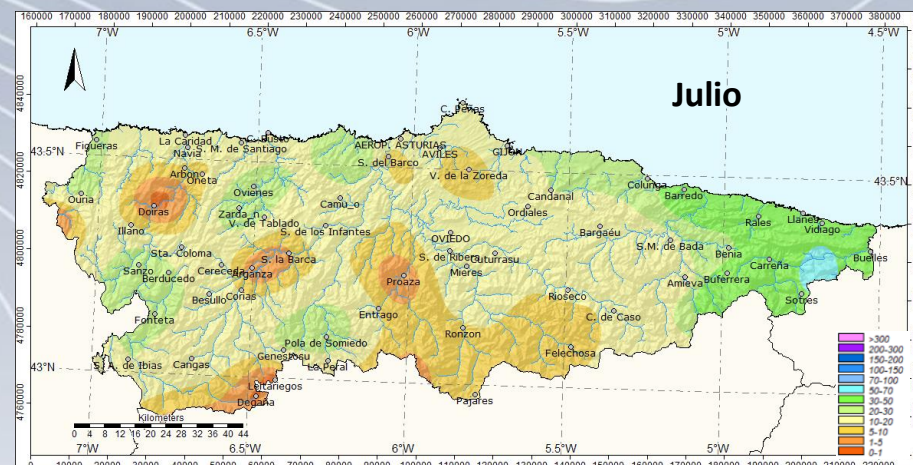 160000 170000 180000 190000 200000 210000 220000 230000 240000 250000 260000 270000 280000 290000 300000 310000 320000 330000 340000 350000 360000 370000 380000
7°W 6.5°W 6°W 5.5°W 5°W 4.5°W
Julio
4840000
C. Peñas
Figueras La Caridad C. Busto AEROP. ASTURIAS
43.5°N Navia S. M. de Santiago AVILES GIJON
4820000 S. del Barco
Arbon Oneta V. de la Zoreda
43.5°N
Ouria Ovienes Camu_o Candanal Colunga Barredo
Doiras Zarda_n Ordiales Rales Llanes
Illano V. de Tablado S. de los Infantes Bargaéu Vidiago
4800000 OVIEDO S.M. de Bada
Sta. Coloma S. la Barca S. de Ribera Guturrasu Benia Buelles
Sanzo Cereceda Arganza Mieres Carreña
Berducedo Proaza Amieva Buferrera
Besullo Corias Rioseco Sotres
Fonteta Entrago C. de Caso
4780000 Ronzon
Pola de Somiedo
Genestosu Felechosa
43°N S. A. de Ibias Cangas La Peral
43°N
Leitariegos
4760000 Degaña Pajares
Kilometers
0 4 8 12 16 20 24 28 32 36 40 44
>300
200-300
150-200
100-150
70-100
50-70
30-50
20-30
10-20
5-10
1-5
0-1
7°W 6.5°W 6°W 5.5°W 5°W